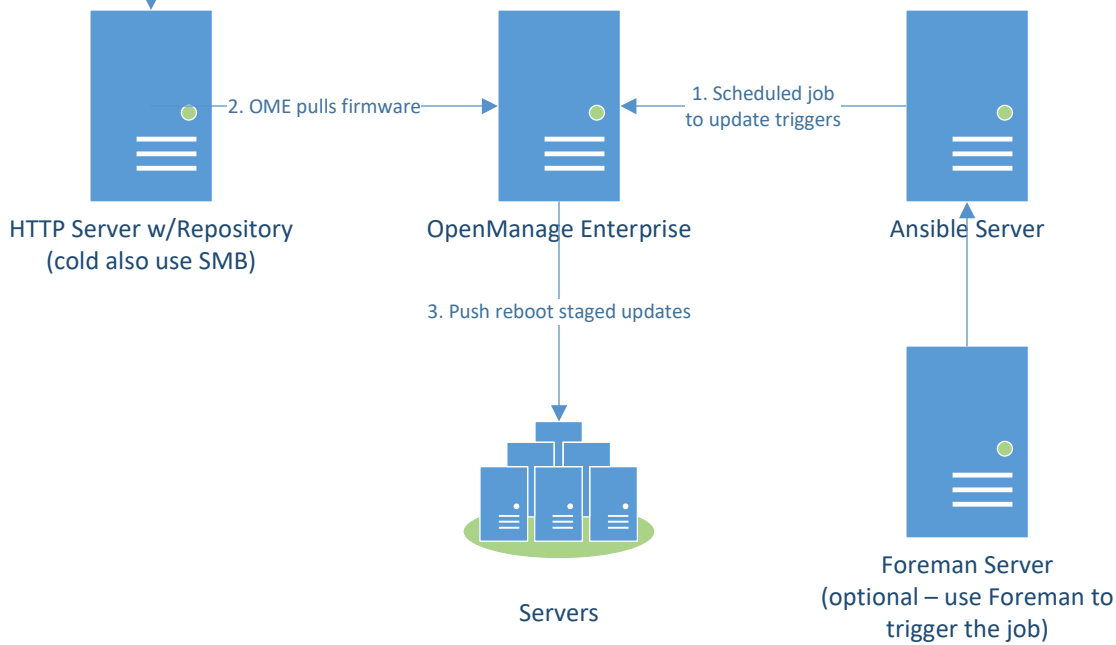 2. OME pulls firmware
1. Scheduled job
to update triggers
HTTP Server w/Repository
(cold also use SMB)
OpenManage Enterprise
Ansible Server
3. Push reboot staged updates
Servers
Foreman Server
(optional – use Foreman to
trigger the job)